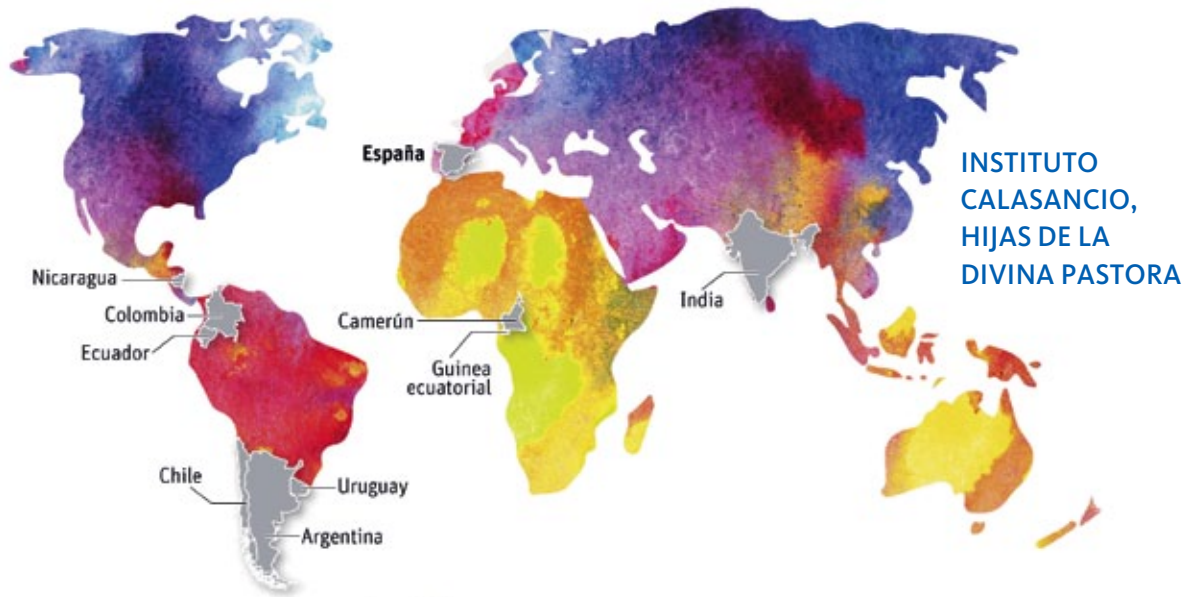 España
INSTITUTO
CALASANCIO,
HIJAS DE LA
DIVINA PASTORA
Nicaragua
Colombia
Ecuador
Camerún
Guinea
ecuatorial
India
Chile
Uruguay
Argentina